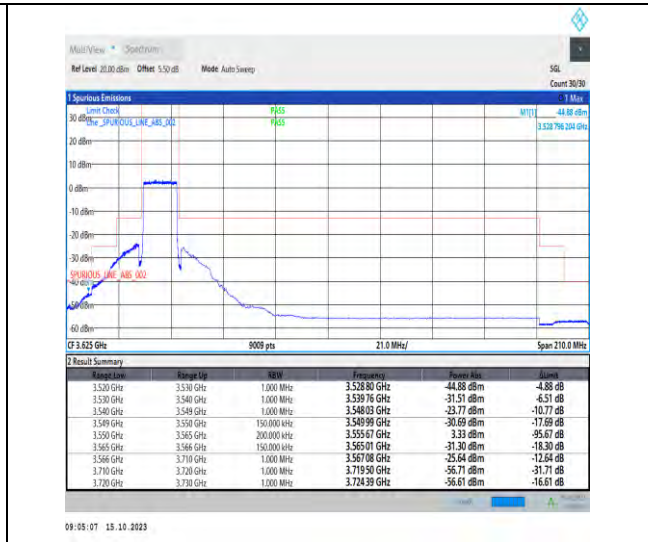 MultiView Spectrum
Ref Level 20.00 dBm Offset 5.50 dB Mode Auto Sweep SGL
Count 30/30
1 Spurious Emissions 1 Max
Limit Check PASS M1[1] -44.88 dBm
Line _SPURIOUS_LINE_ABS_002 PASS 3.528 796 204 GHz
30 dBm
20 dBm
10 dBm
0 dBm
-10 dBm
-20 dBm
-30 dBm
SPURIOUS_LINE_ABS_002
-40 dBm
-50 dBm
-60 dBm
CF 3.625 GHz 9009 pts 21.0 MHz/ Span 210.0 MHz
2 Result Summary
Range Low Range Up RBW Frequency Power Abs ΔLimit
3.520 GHz 3.530 GHz 1.000 MHz 3.52880 GHz -44.88 dBm -4.88 dB
3.530 GHz 3.540 GHz 1.000 MHz 3.53976 GHz -31.51 dBm -6.51 dB
3.540 GHz 3.549 GHz 1.000 MHz 3.54803 GHz -23.77 dBm -10.77 dB
3.549 GHz 3.550 GHz 150.000 kHz 3.54999 GHz -30.69 dBm -17.69 dB
3.550 GHz 3.565 GHz 200.000 kHz 3.55567 GHz 3.33 dBm -95.67 dB
3.565 GHz 3.566 GHz 150.000 kHz 3.56501 GHz -31.30 dBm -18.30 dB
3.566 GHz 3.710 GHz 1.000 MHz 3.56708 GHz -25.64 dBm -12.64 dB
3.710 GHz 3.720 GHz 1.000 MHz 3.71950 GHz -56.71 dBm -31.71 dB
3.720 GHz 3.730 GHz 1.000 MHz 3.72439 GHz -56.61 dBm -16.61 dB
09:05:07 15.10.2023